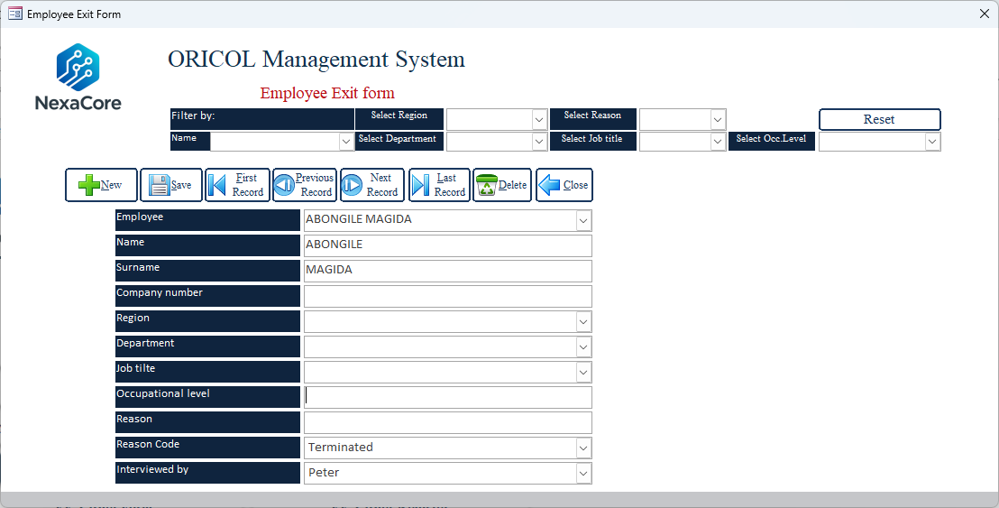 Employee Exit Form
NexaCore
ORICOL Management System
Employee Exit form
Filter by: Select Region Select Reason Reset
Name Select Department Select Job title Select Occ.Level
New Save First Record Previous Record Next Record Last Record Delete Close
Employee ABONGILE MAGIDA
Name ABONGILE
Surname MAGIDA
Company number
Region
Department
Job tilte
Occupational level
Reason
Reason Code Terminated
Interviewed by Peter